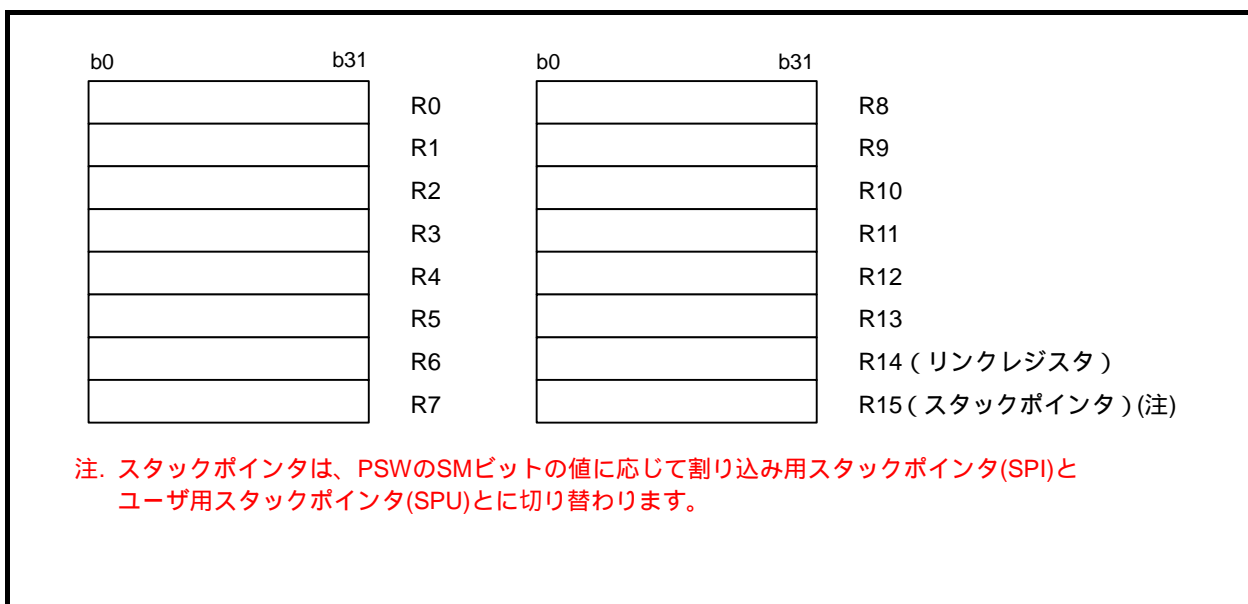 b0 b31 b0 b31
R0 R8
R1 R9
R2 R10
R3 R11
R4 R12
R5 R13
R6 R14(リンクレジスタ)
R7 R15(スタックポインタ)(注)
注. スタックポインタは、PSWのSMビットの値に応じて割り込み用スタックポインタ(SPI)と
ユーザ用スタックポインタ(SPU)とに切り替わります。